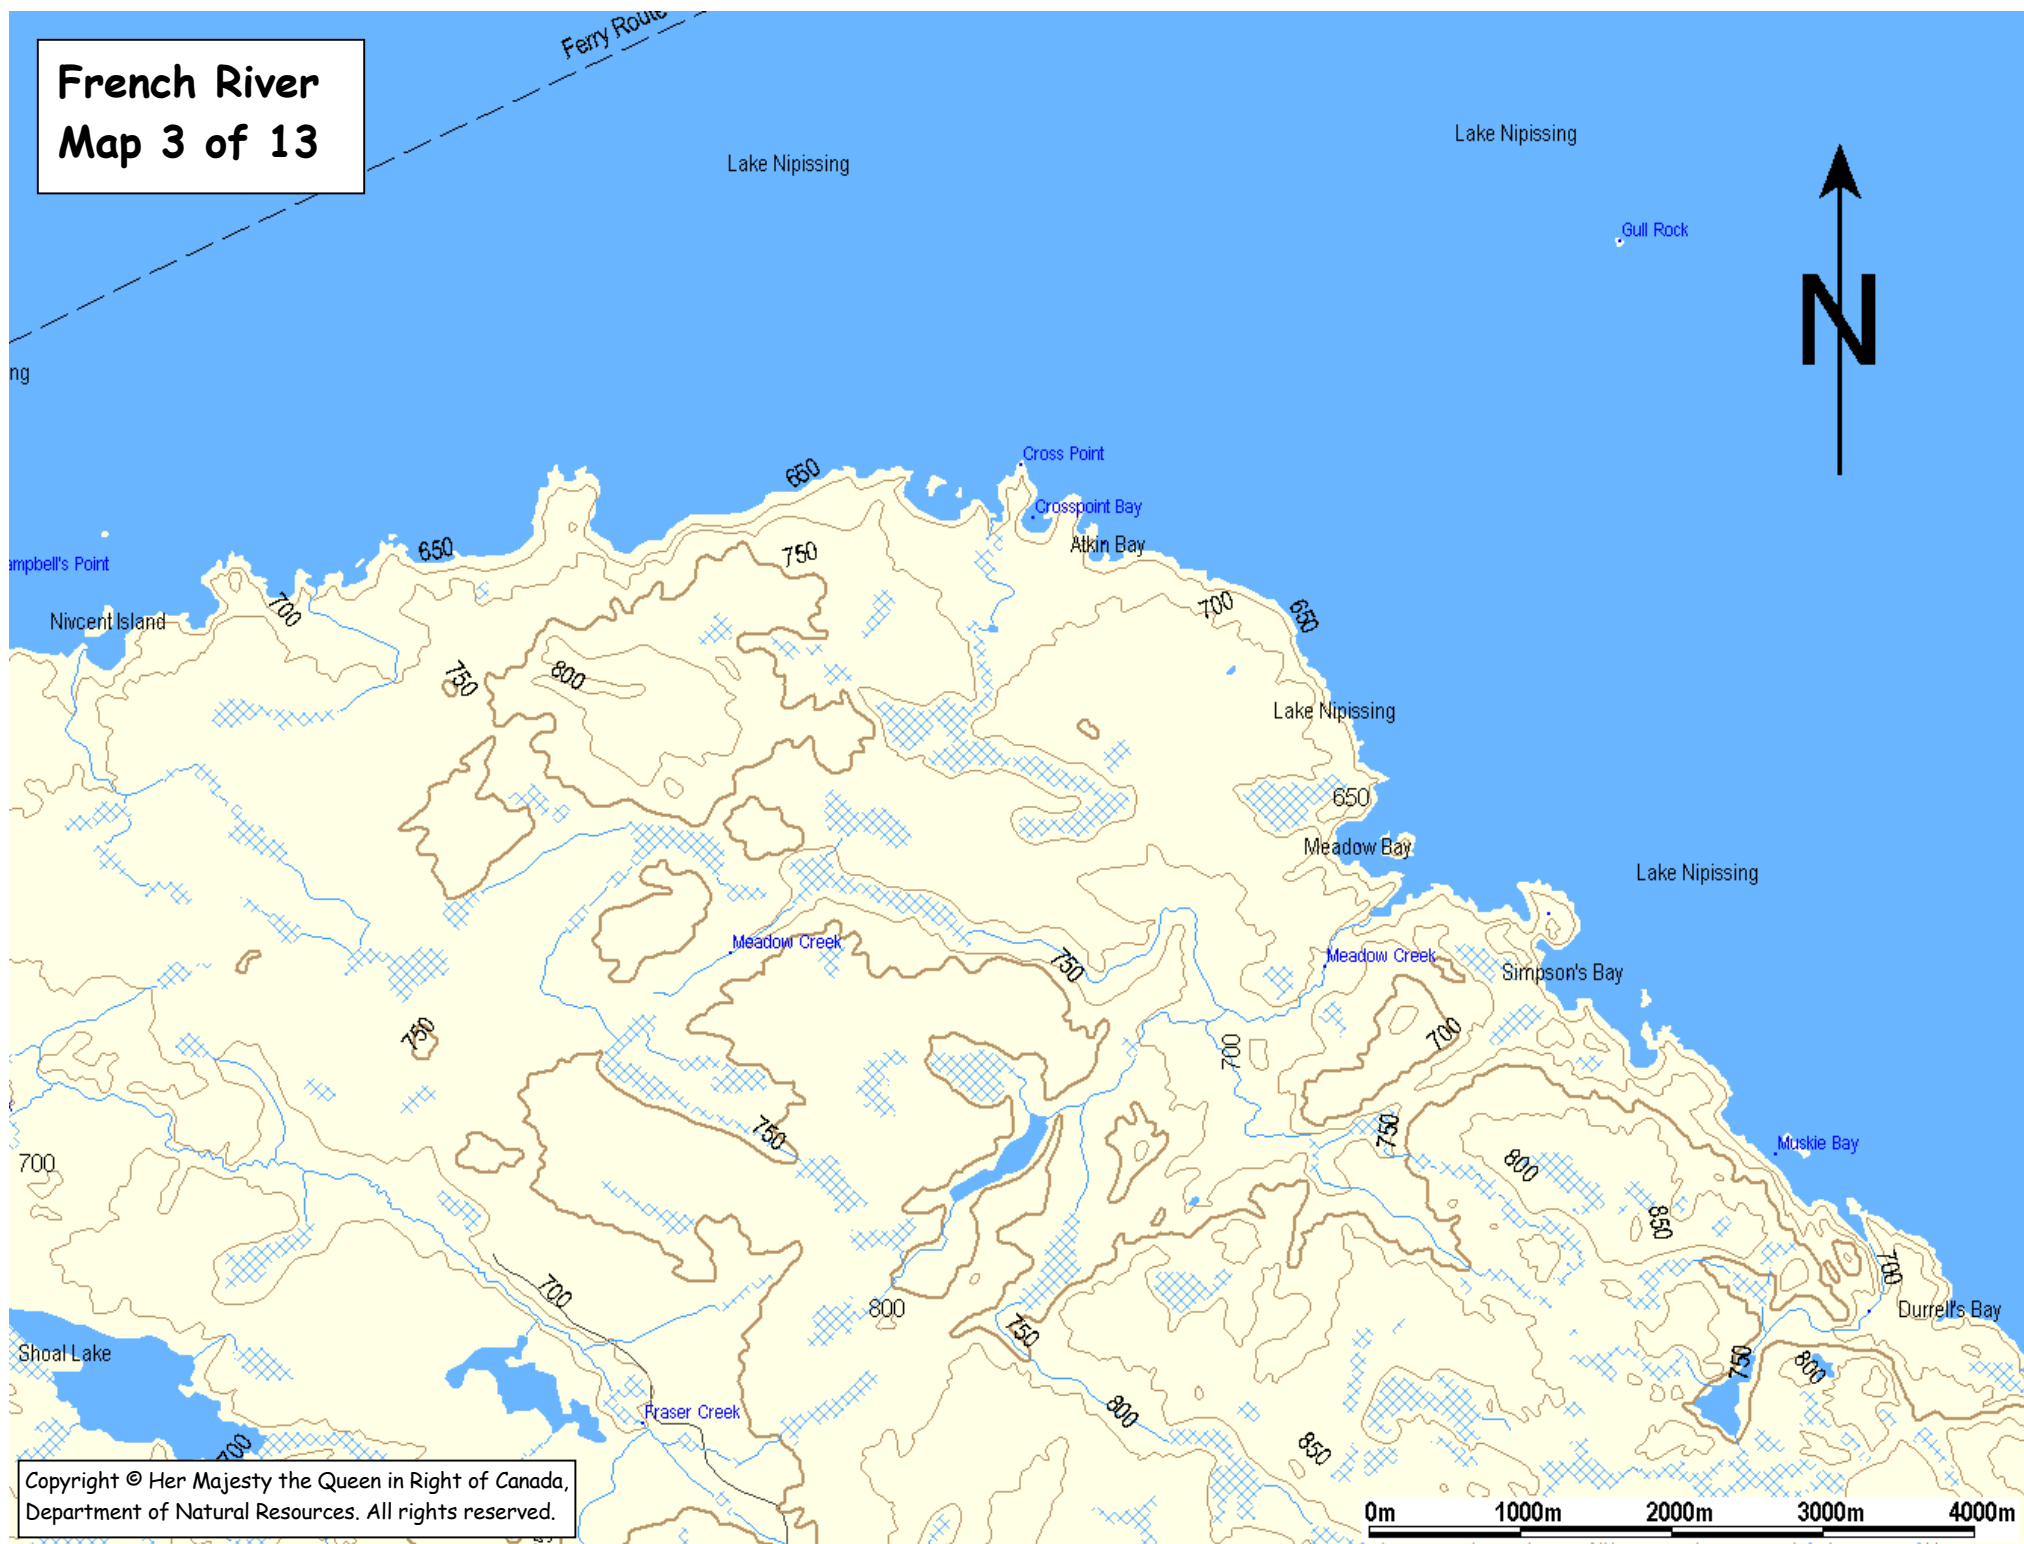 French River
Map 3 of 13
Ferry Route
Lake Nipissing
Lake Nipissing
Gull Rock
N
ng
Cross Point
650
Crosspoint Bay
Atkin Bay
650
750
ampbell's Point
Nivcent Island
700
700
650
750
800
Lake Nipissing
650
Meadow Bay
Lake Nipissing
Meadow Creek
750
Meadow Creek
Simpson's Bay
750
700
700
750
750
Muskie Bay
700
800
850
700
700
800
Durrell's Bay
750
Shoal Lake
750
800
800
Fraser Creek
700
850
Copyright © Her Majesty the Queen in Right of Canada,
Department of Natural Resources. All rights reserved.
0m 1000m 2000m 3000m 4000m